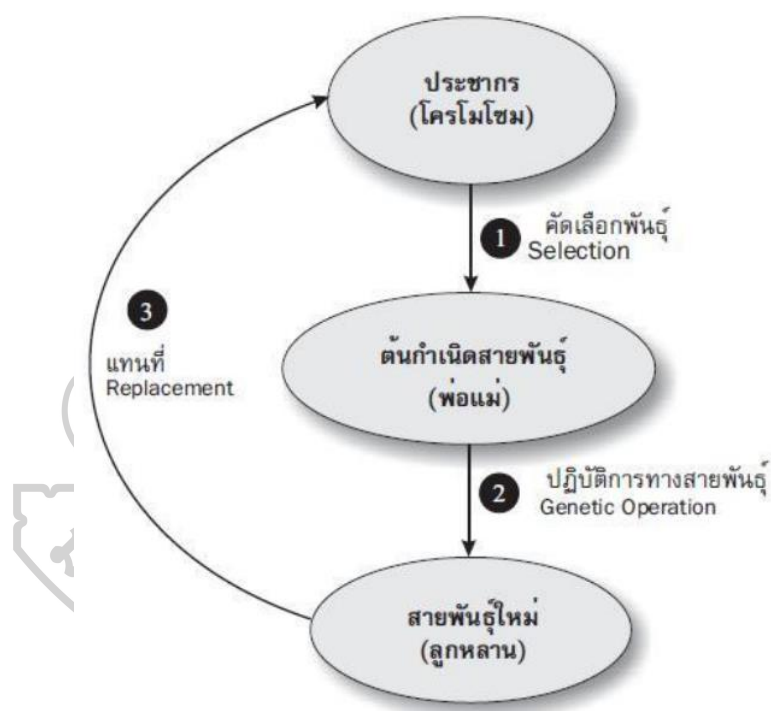 ประชากร
(โครโมโซม)
1
คัดเลือกพันธุ์
Selection
3
แทนที่
Replacement
ต้นกำเนิดสายพันธุ์
(พ่อแม่)
2
ปฏิบัติการทางสายพันธุ์
Genetic Operation
สายพันธุ์ใหม่
(ลูกหลาน)